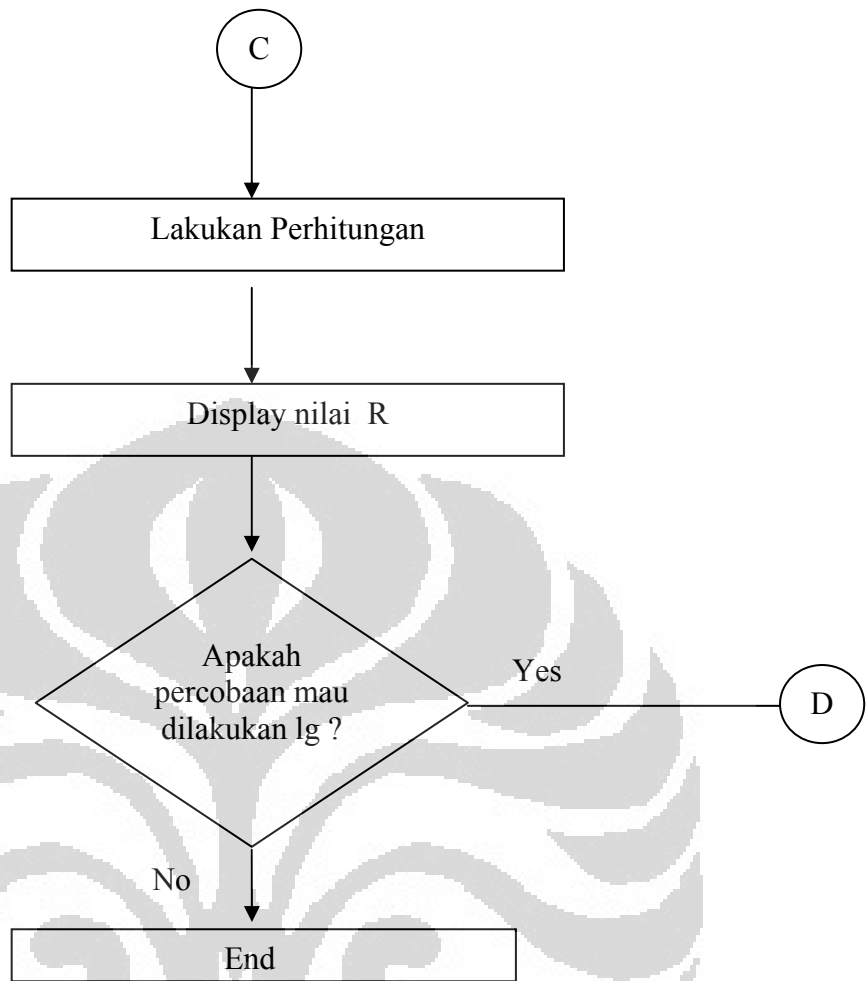 C
Lakukan Perhitungan
Display nilai R
Apakah
percobaan mau
dilakukan lg ?
Yes
D
No
End